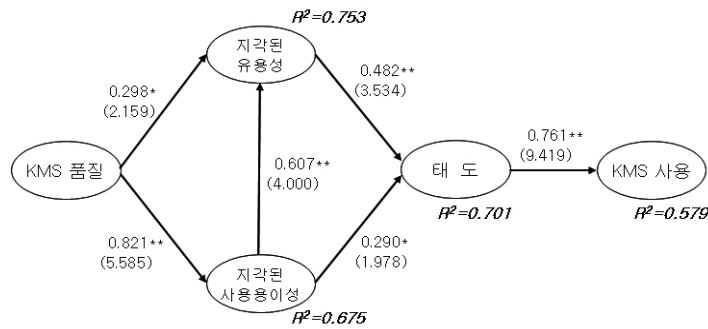 R²=0.753
지각된
유용성
0.298*
(2.159)
0.482**
(3.534)
KMS 품질
0.607**
(4.000)
태 도
0.761**
(9.419)
KMS 사용
R²=0.701
R²=0.579
0.821**
(5.585)
0.290*
(1.978)
지각된
사용용이성
R²=0.675